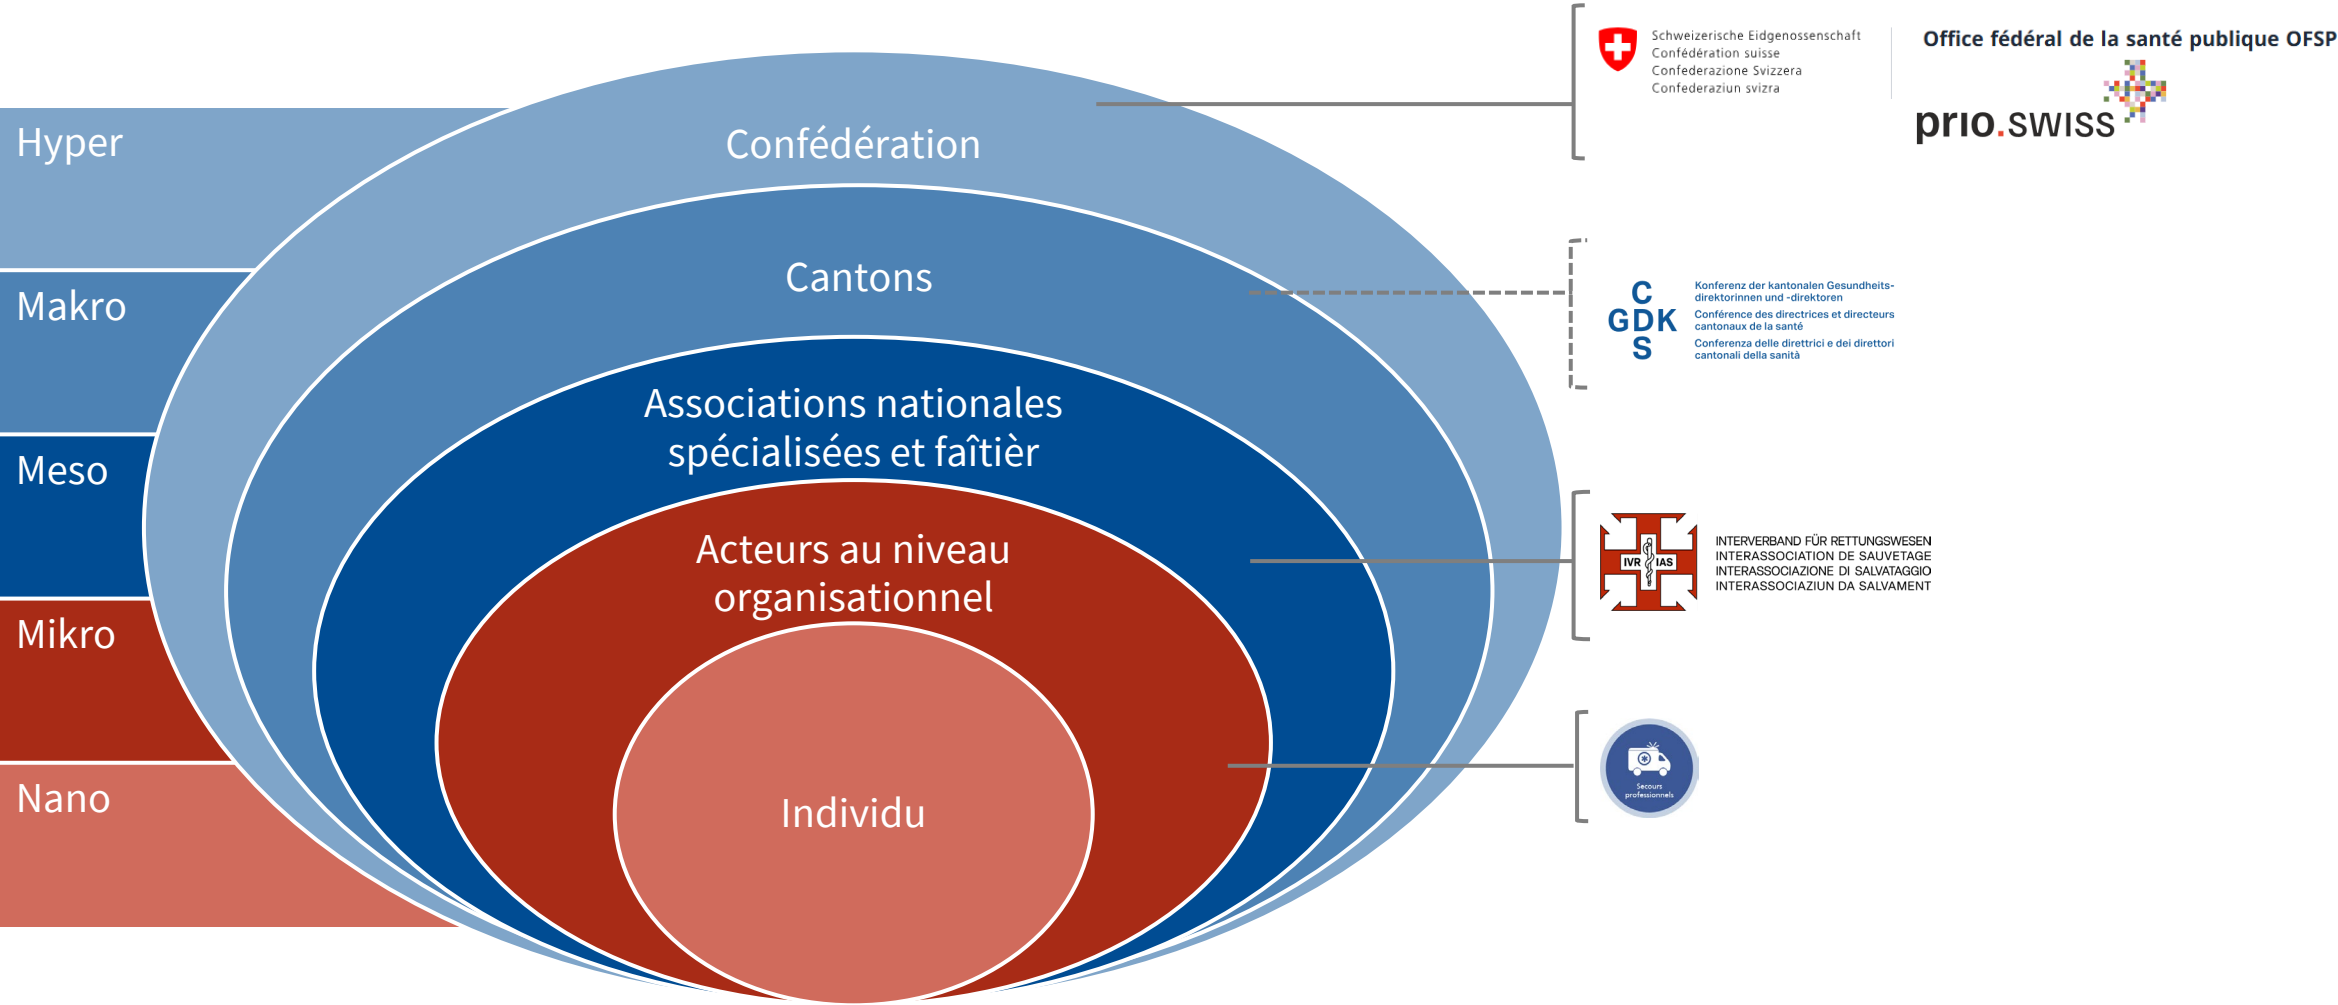 Hyper
Makro
Meso
Mikro
Nano
Confédération
Cantons
Associations nationales
spécialisées et faîtièr
Acteurs au niveau
organisationnel
Individu
Schweizerische Eidgenossenschaft
Confédération suisse
Confederazione Svizzera
Confederaziun svizra
Office fédéral de la santé publique OFSP
prio.swiss
C
GDK
S
Konferenz der kantonalen Gesundheits-
direktorinnen und -direktoren
Conférence des directrices et directeurs
cantonaux de la santé
Conferenza delle direttrici e dei direttori
cantonali della sanità
IVR IAS
INTERVERBAND FÜR RETTUNGSWESEN
INTERASSOCIATION DE SAUVETAGE
INTERASSOCIAZIONE DI SALVATAGGIO
INTERASSOCIAZIUN DA SALVAMENT
Secours
professionnels